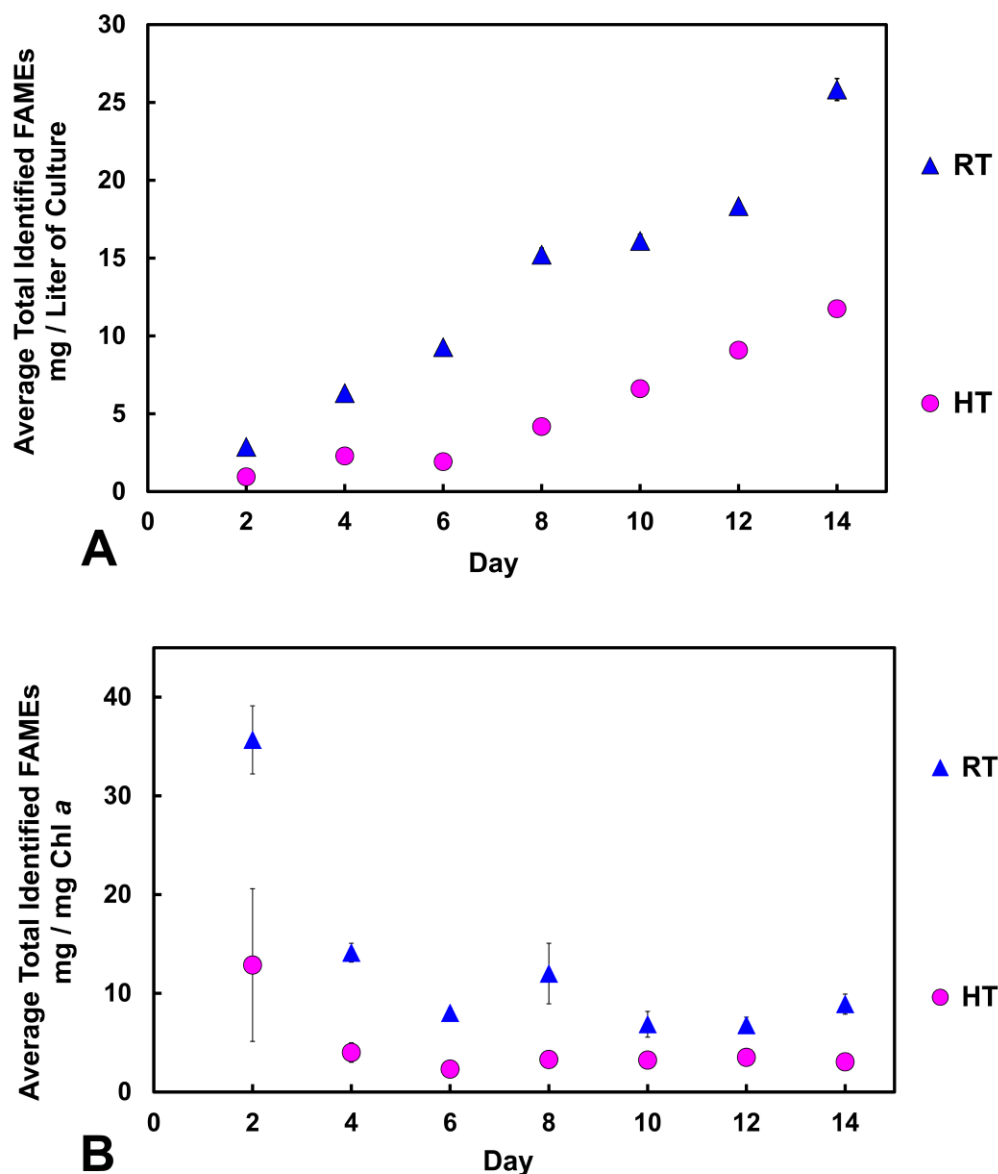 Average Total Identified FAMEs
mg / Liter of Culture
30
25
20
15
10
5
0
0 2 4 6 8 10 12 14
Day
A
RT
HT
Average Total Identified FAMEs
mg / mg Chl a
40
30
20
10
0
0 2 4 6 8 10 12 14
Day
B
RT
HT